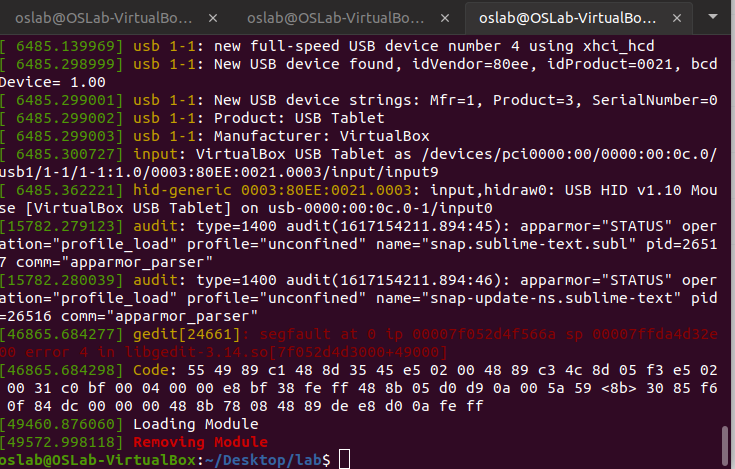 oslab@OSLab-VirtualBo... × oslab@OSLab-VirtualBo... × oslab@OSLab-VirtualBo... ×
[ 6485.139969] usb 1-1: new full-speed USB device number 4 using xhci_hcd
[ 6485.298999] usb 1-1: New USB device found, idVendor=80ee, idProduct=0021, bcd
Device= 1.00
[ 6485.299001] usb 1-1: New USB device strings: Mfr=1, Product=3, SerialNumber=0
[ 6485.299002] usb 1-1: Product: USB Tablet
[ 6485.299003] usb 1-1: Manufacturer: VirtualBox
[ 6485.300727] input: VirtualBox USB Tablet as /devices/pci0000:00/0000:00:0c.0/
usb1/1-1/1-1:1.0/0003:80EE:0021.0003/input/input9
[ 6485.362221] hid-generic 0003:80EE:0021.0003: input,hidraw0: USB HID v1.10 Mou
se [VirtualBox USB Tablet] on usb-0000:00:0c.0-1/input0
[15782.279123] audit: type=1400 audit(1617154211.894:45): apparmor="STATUS" oper
ation="profile_load" profile="unconfined" name="snap.sublime-text.subl" pid=2651
7 comm="apparmor_parser"
[15782.280039] audit: type=1400 audit(1617154211.894:46): apparmor="STATUS" oper
ation="profile_load" profile="unconfined" name="snap-update-ns.sublime-text" pid
=26516 comm="apparmor_parser"
[46865.684277] gedit[24661]: segfault at 0 ip 00007f052d4f566a sp 00007ffda4d32e
00 error 4 in libgedit-3.14.so[7f052d4d3000+49000]
[46865.684298] Code: 55 49 89 c1 48 8d 35 45 e5 02 00 48 89 c3 4c 8d 05 f3 e5 02
00 31 c0 bf 00 04 00 00 e8 bf 38 fe ff 48 8b 05 d0 d9 0a 00 5a 59 <8b> 30 85 f6
0f 84 dc 00 00 00 48 8b 78 08 48 89 de e8 d0 0a fe ff
[49460.876060] Loading Module
[49572.998118] Removing Module
oslab@OSLab-VirtualBox:~/Desktop/lab$